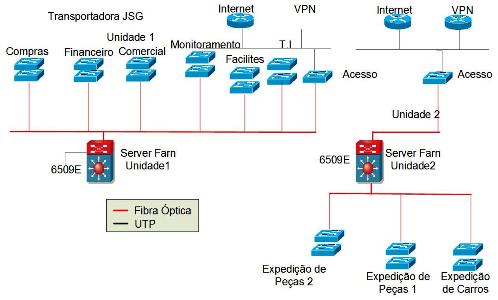 Transportadora JSG
Internet
VPN
Internet
VPN
Unidade 1
Compras
Financeiro
Comercial
Monitoramento
Facilites
T.I
Acesso
Acesso
Unidade 2
6509E
Server Farn
Unidade1
6509E
Server Farn
Unidade2
Fibra Óptica
UTP
Expedição de
Peças 2
Expedição de
Peças 1
Expedição
de Carros